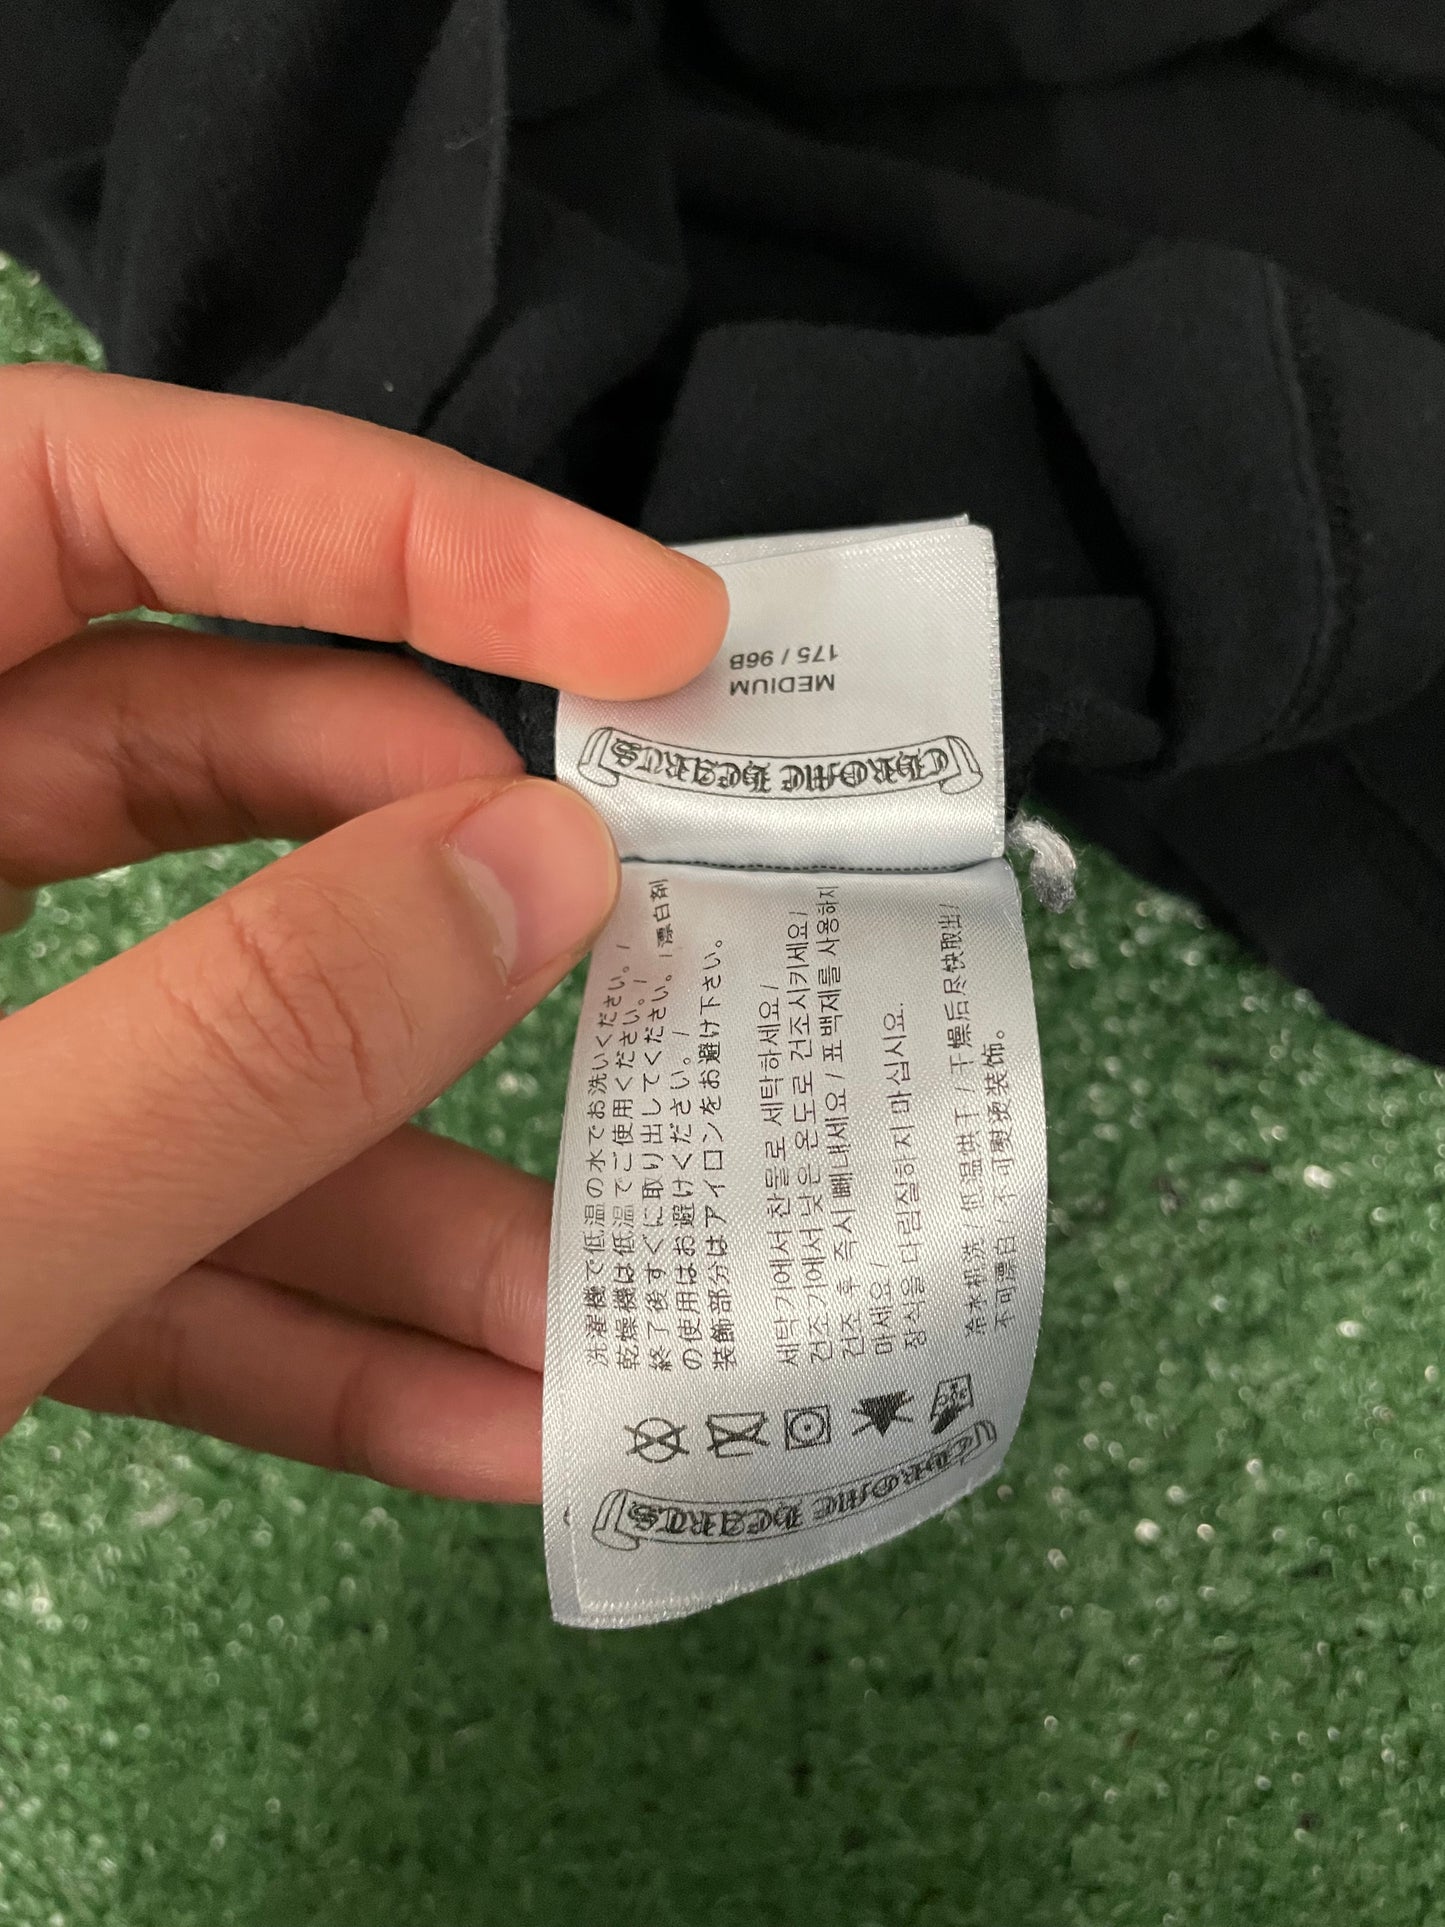 CHROME HEARTS
MEDIUM
175 / 96B
洗濯機で低温の水でお洗いください。 /
乾燥機は低温でご使用ください。 /
終了後すぐに取り出してください。 / 漂白剤
の使用はお避けください。 /
装飾部分はアイロンをお避け下さい。
세탁기에서 찬물로 세탁하세요 /
건조기에서 낮은 온도로 건조시키세요 /
건조 후 즉시 빼내세요 / 표백제를 사용하지
마세요 /
장식을 다림질하지 마십시요.
冷水机洗 / 低温烘干 / 干燥后尽快取出 /
不可漂白 / 不可熨烫装饰。
CHROME HEARTS